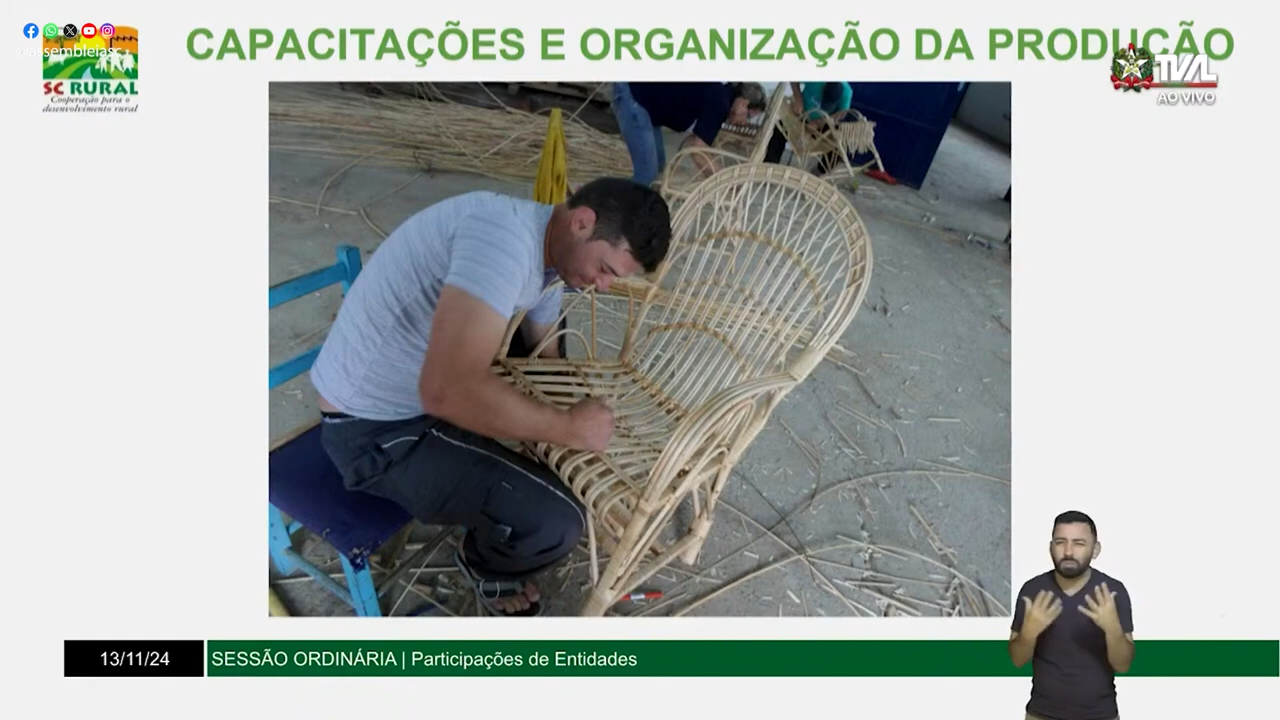 CAPACITAÇÕES E ORGANIZAÇÃO DA PRODUÇÃO
@assembleiasc
SC RURAL
Cooperação para o
desenvolvimento rural
TVAL
AO VIVO
13/11/24
SESSÃO ORDINÁRIA | Participações de Entidades